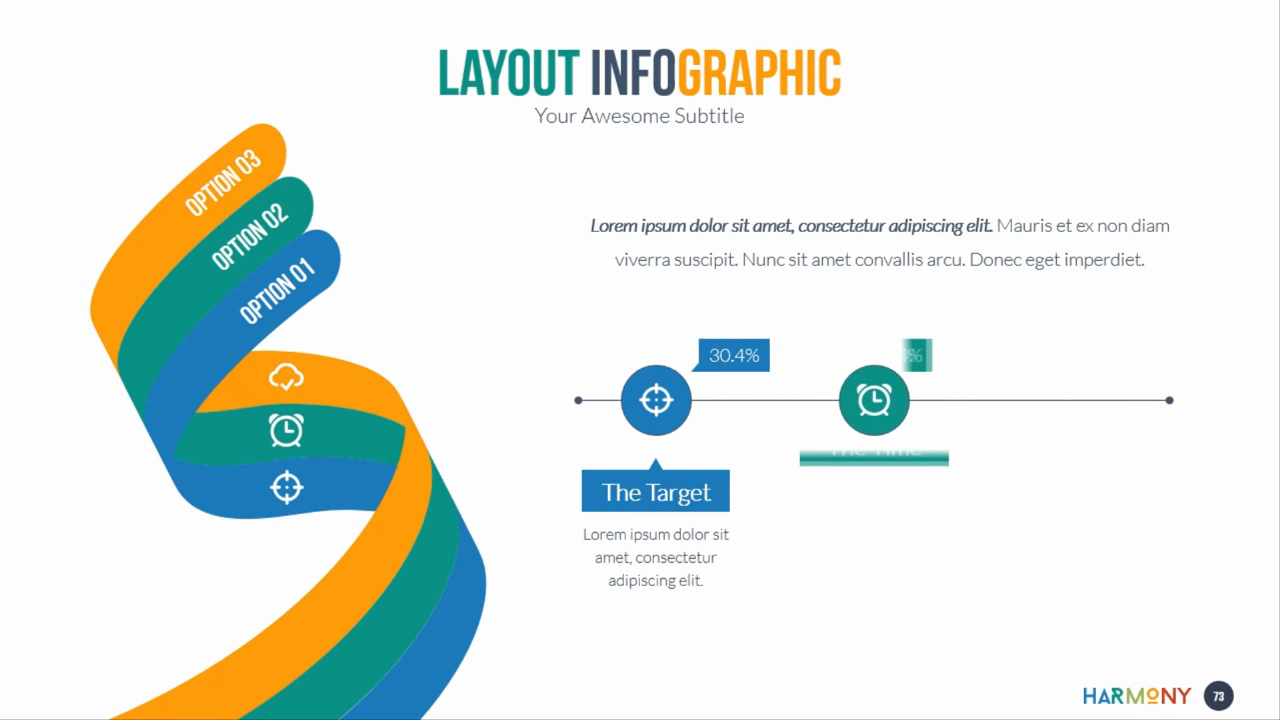 LAYOUT INFOGRAPHIC
Your Awesome Subtitle
OPTION 03
OPTION 02
OPTION 01
Lorem ipsum dolor sit amet, consectetur adipiscing elit. Mauris et ex non diam
viverra suscipit. Nunc sit amet convallis arcu. Donec eget imperdiet.
30.4%
%
The Target
Lorem ipsum dolor sit
amet, consectetur
adipiscing elit.
HARMONY
73